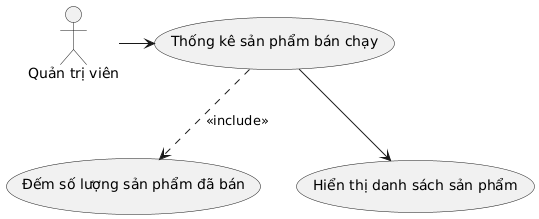 Thống kê sản phẩm bán chạy
Quản trị viên
«include»
Đếm số lượng sản phẩm đã bán
Hiển thị danh sách sản phẩm